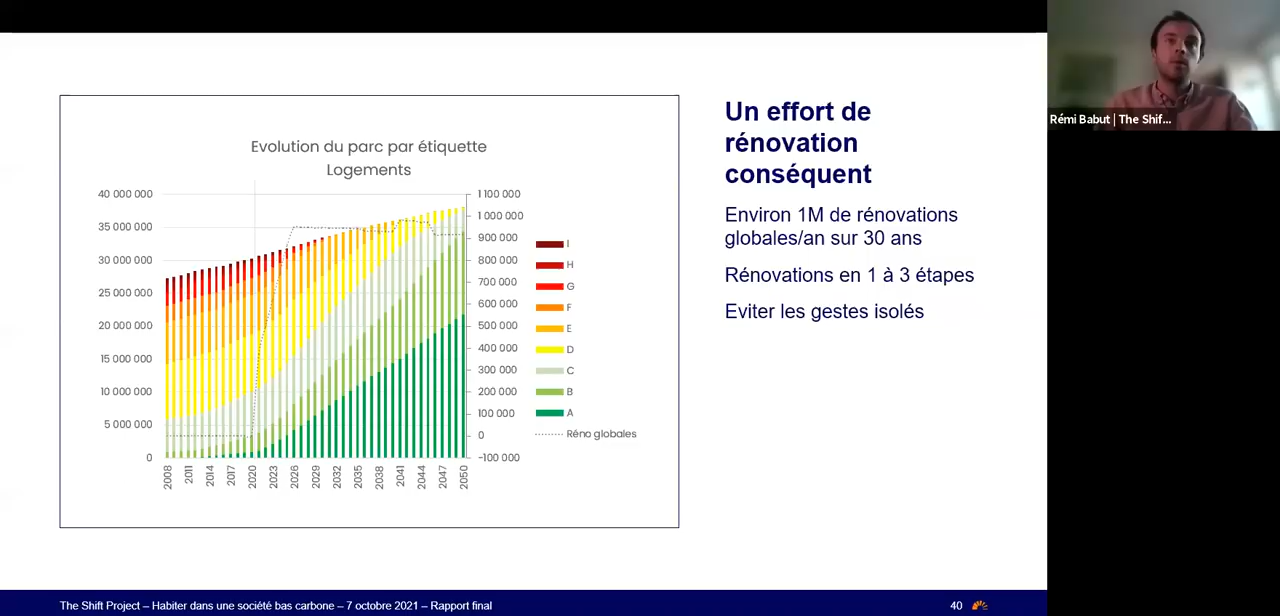 Evolution du parc par étiquette
Logements
40 000 000
35 000 000
30 000 000
25 000 000
20 000 000
15 000 000
10 000 000
5 000 000
0
1 100 000
1 000 000
900 000
800 000
700 000
600 000
500 000
400 000
300 000
200 000
100 000
0
-100 000
2008
2011
2014
2017
2020
2023
2026
2029
2032
2035
2038
2041
2044
2047
2050
I
H
G
F
E
D
C
B
A
Réno globales
Un effort de
rénovation
conséquent
Environ 1M de rénovations
globales/an sur 30 ans
Rénovations en 1 à 3 étapes
Eviter les gestes isolés
Rémi Babut | The Shif...
The Shift Project – Habiter dans une société bas carbone – 7 octobre 2021 – Rapport final
40